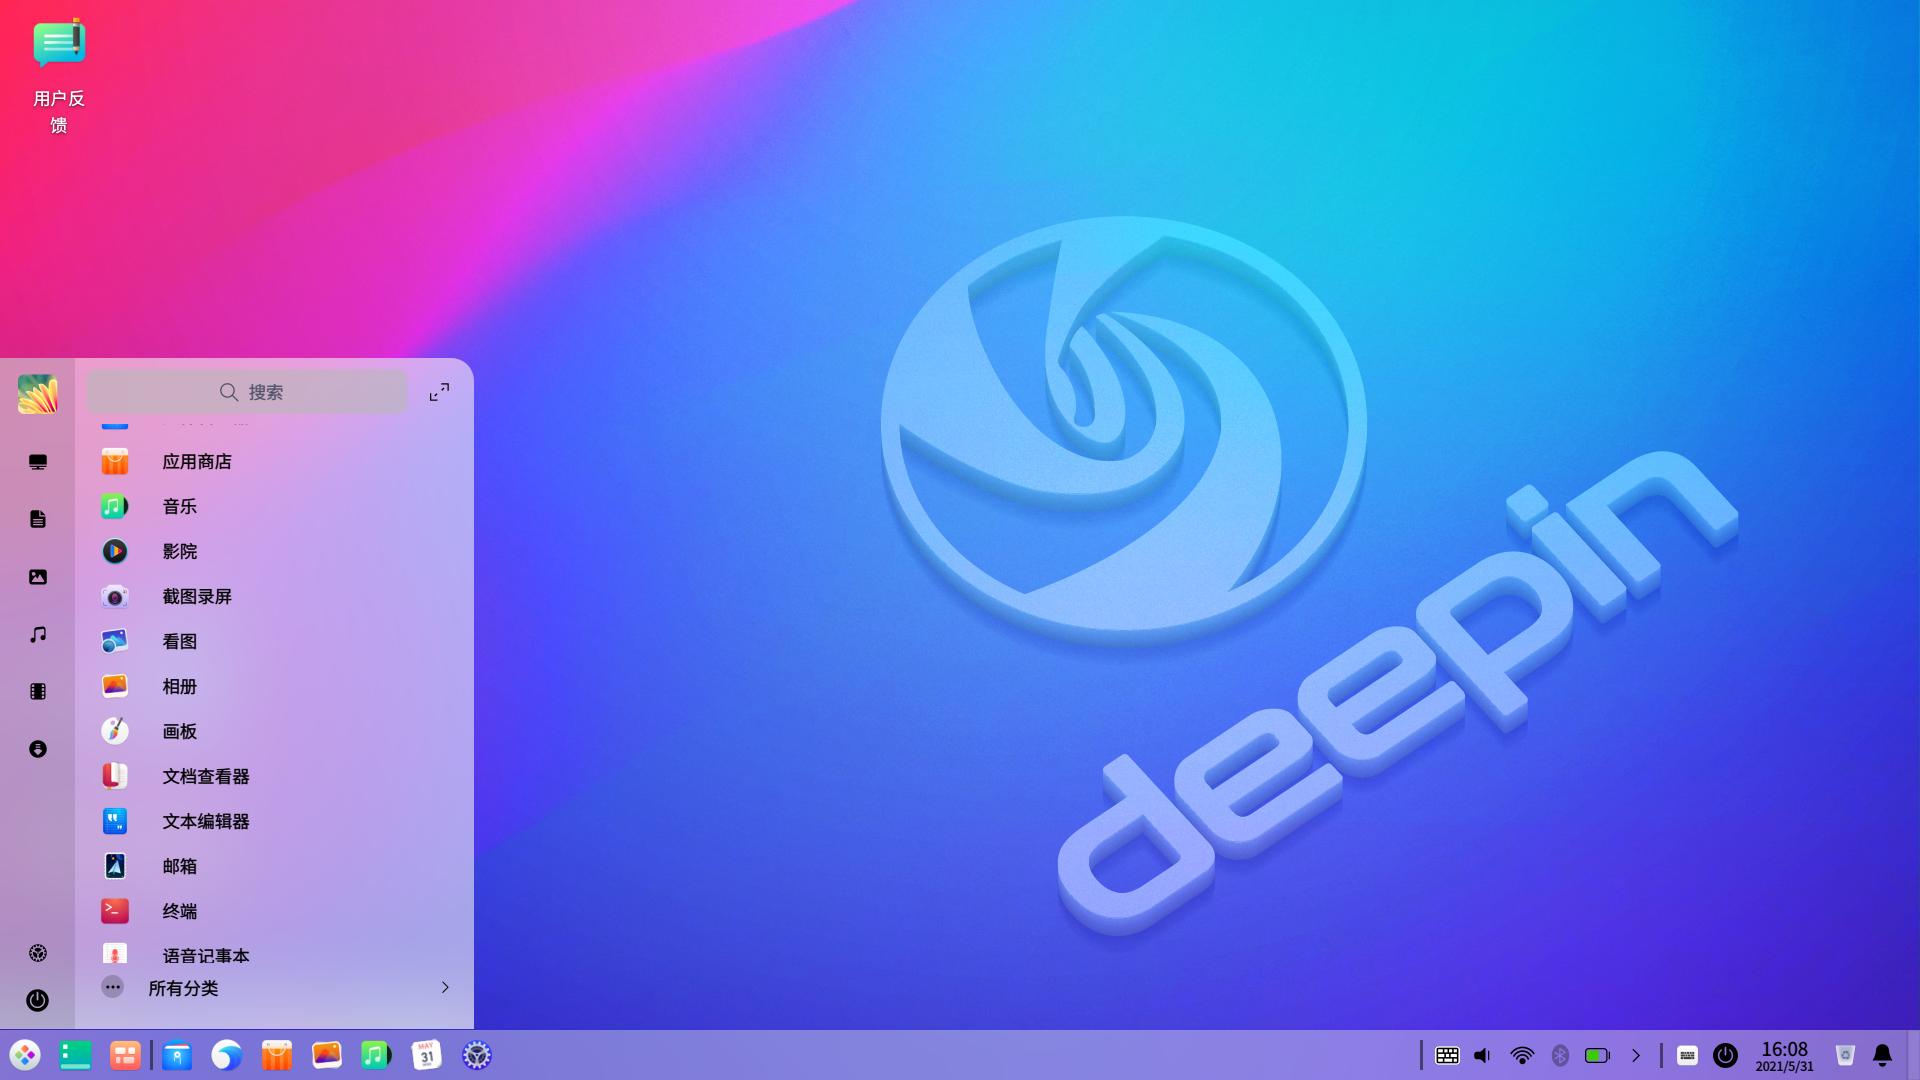 用户反
馈
搜索
应用商店
音乐
影院
截图录屏
看图
相册
画板
文档查看器
文本编辑器
邮箱
终端
语音记事本
所有分类
deepin
MAY
31
16:08
2021/5/31